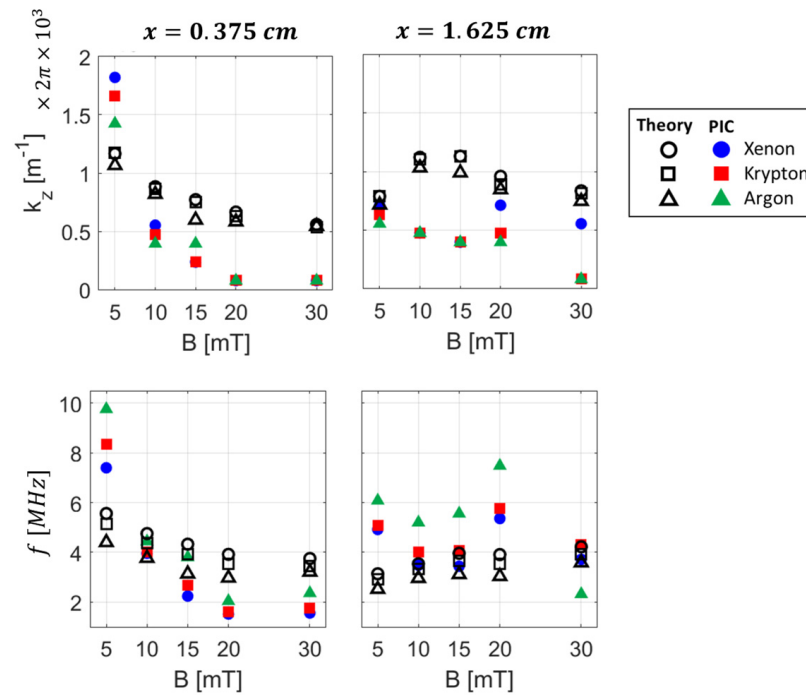 x = 0.375 cm
x = 1.625 cm
k_z [m⁻¹] × 2π × 10³
2
1.5
1
0.5
0
5 10 15 20 30
B [mT]
5 10 15 20 30
B [mT]
Theory PIC
Xenon
Krypton
Argon
f [MHz]
10
8
6
4
2
5 10 15 20 30
B [mT]
5 10 15 20 30
B [mT]